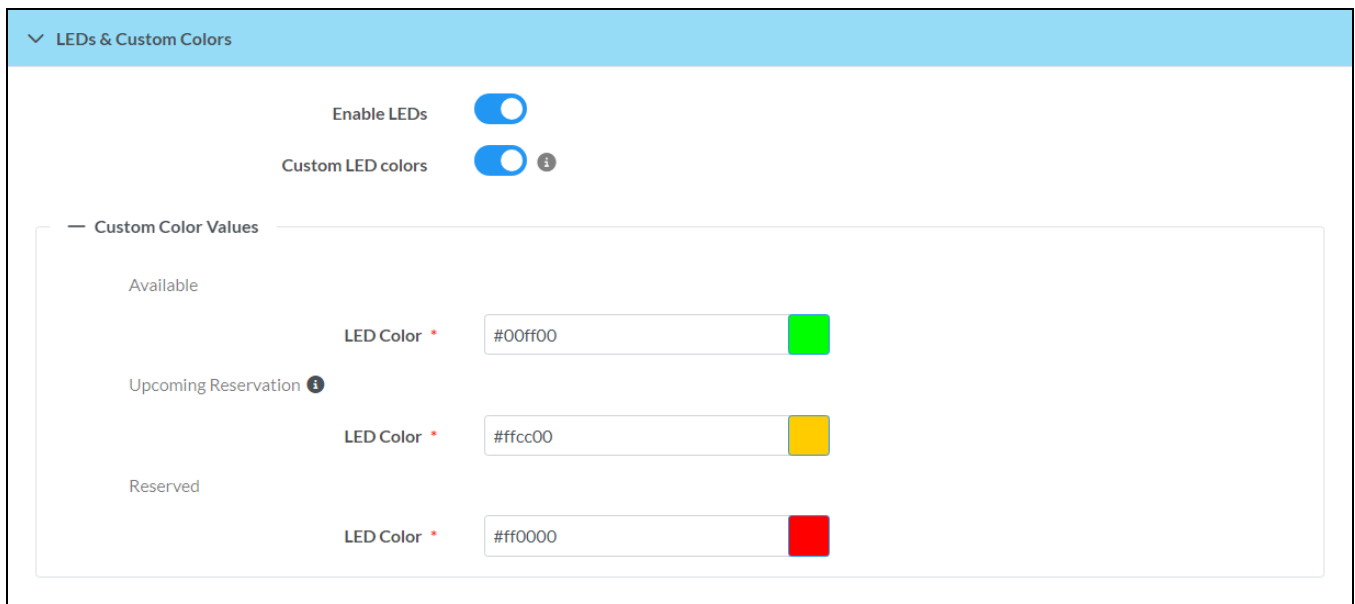 LEDs & Custom Colors
Enable LEDs
Custom LED colors
Custom Color Values
Available
LED Color * #00ff00
Upcoming Reservation
LED Color * #ffcc00
Reserved
LED Color * #ff0000